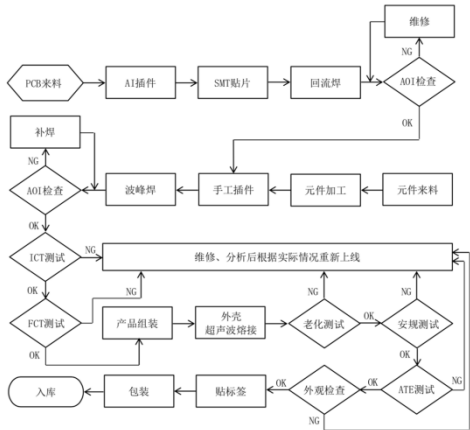 维修
NG
PCB来料
AI插件
SMT贴片
回流焊
AOI检查
OK
补焊
NG
AOI检查
波峰焊
手工插件
元件加工
元件来料
OK
ICT测试
NG
维修、分析后根据实际情况重新上线
OK
NG
NG
NG
FCT测试
产品组装
外壳
超声波熔接
老化测试
OK
安规测试
OK
OK
入库
包装
贴标签
OK
外观检查
OK
ATE测试
NG
NG